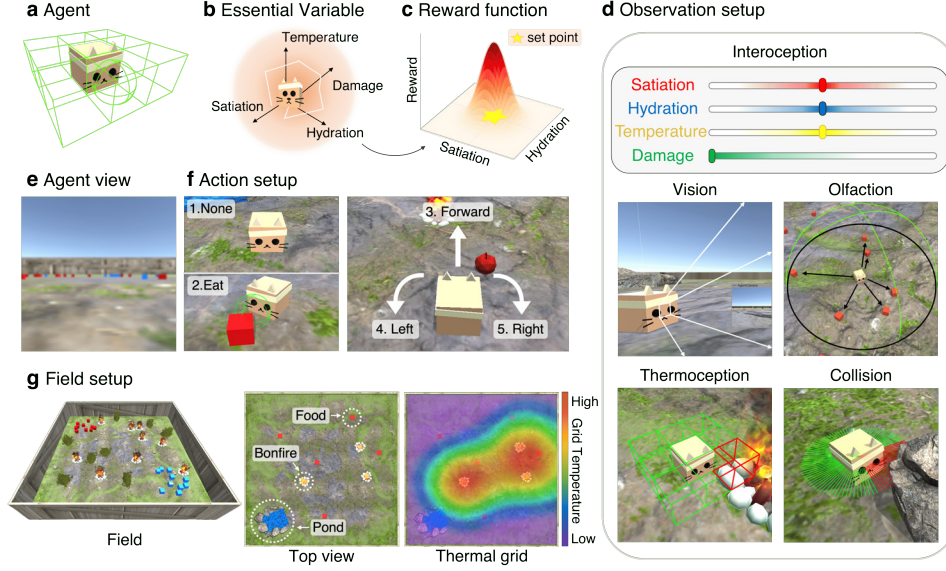 a Agent
b Essential Variable
Temperature
Damage
Satiation
Hydration
c Reward function
set point
Reward
Satiation
Hydration
d Observation setup
Interoception
Satiation
Hydration
Temperature
Damage
Vision
Olfaction
Thermoception
Collision
e Agent view
f Action setup
1.None
2.Eat
3. Forward
4. Left
5. Right
g Field setup
Field
Food
Bonfire
Pond
Top view
Thermal grid
High
Grid Temperature
Low